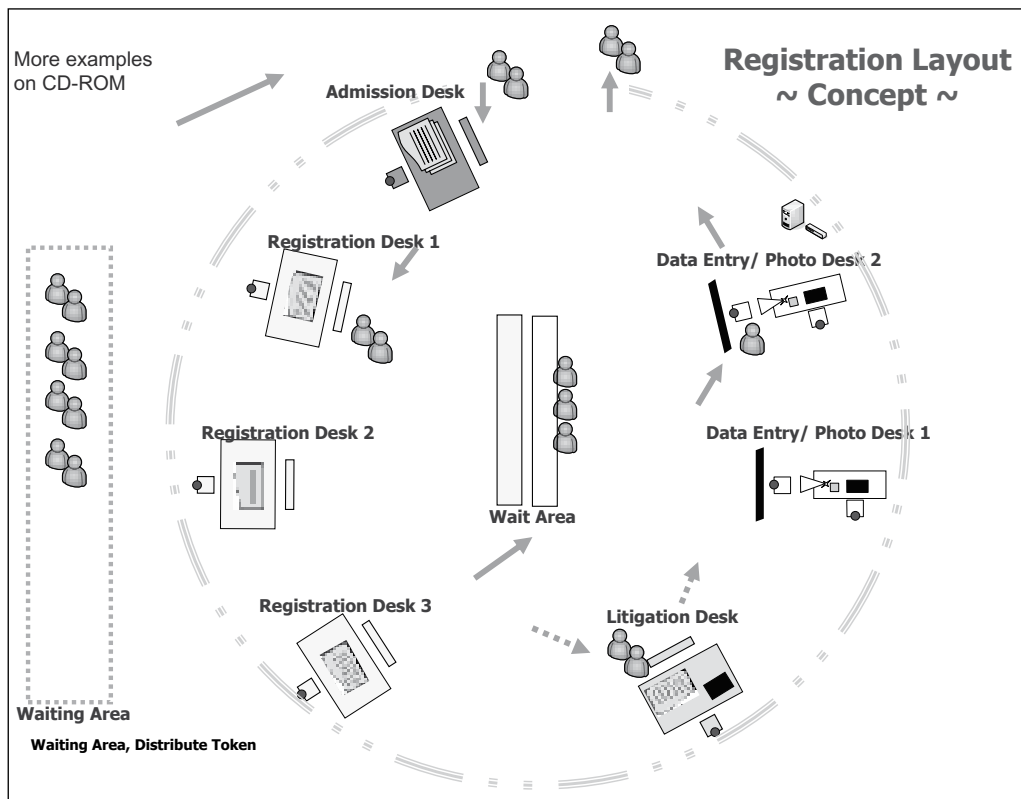 More examples
on CD-ROM
Registration Layout
~ Concept ~
Admission Desk
Registration Desk 1
Data Entry/ Photo Desk 2
Registration Desk 2
Data Entry/ Photo Desk 1
Wait Area
Registration Desk 3
Litigation Desk
Waiting Area
Waiting Area, Distribute Token